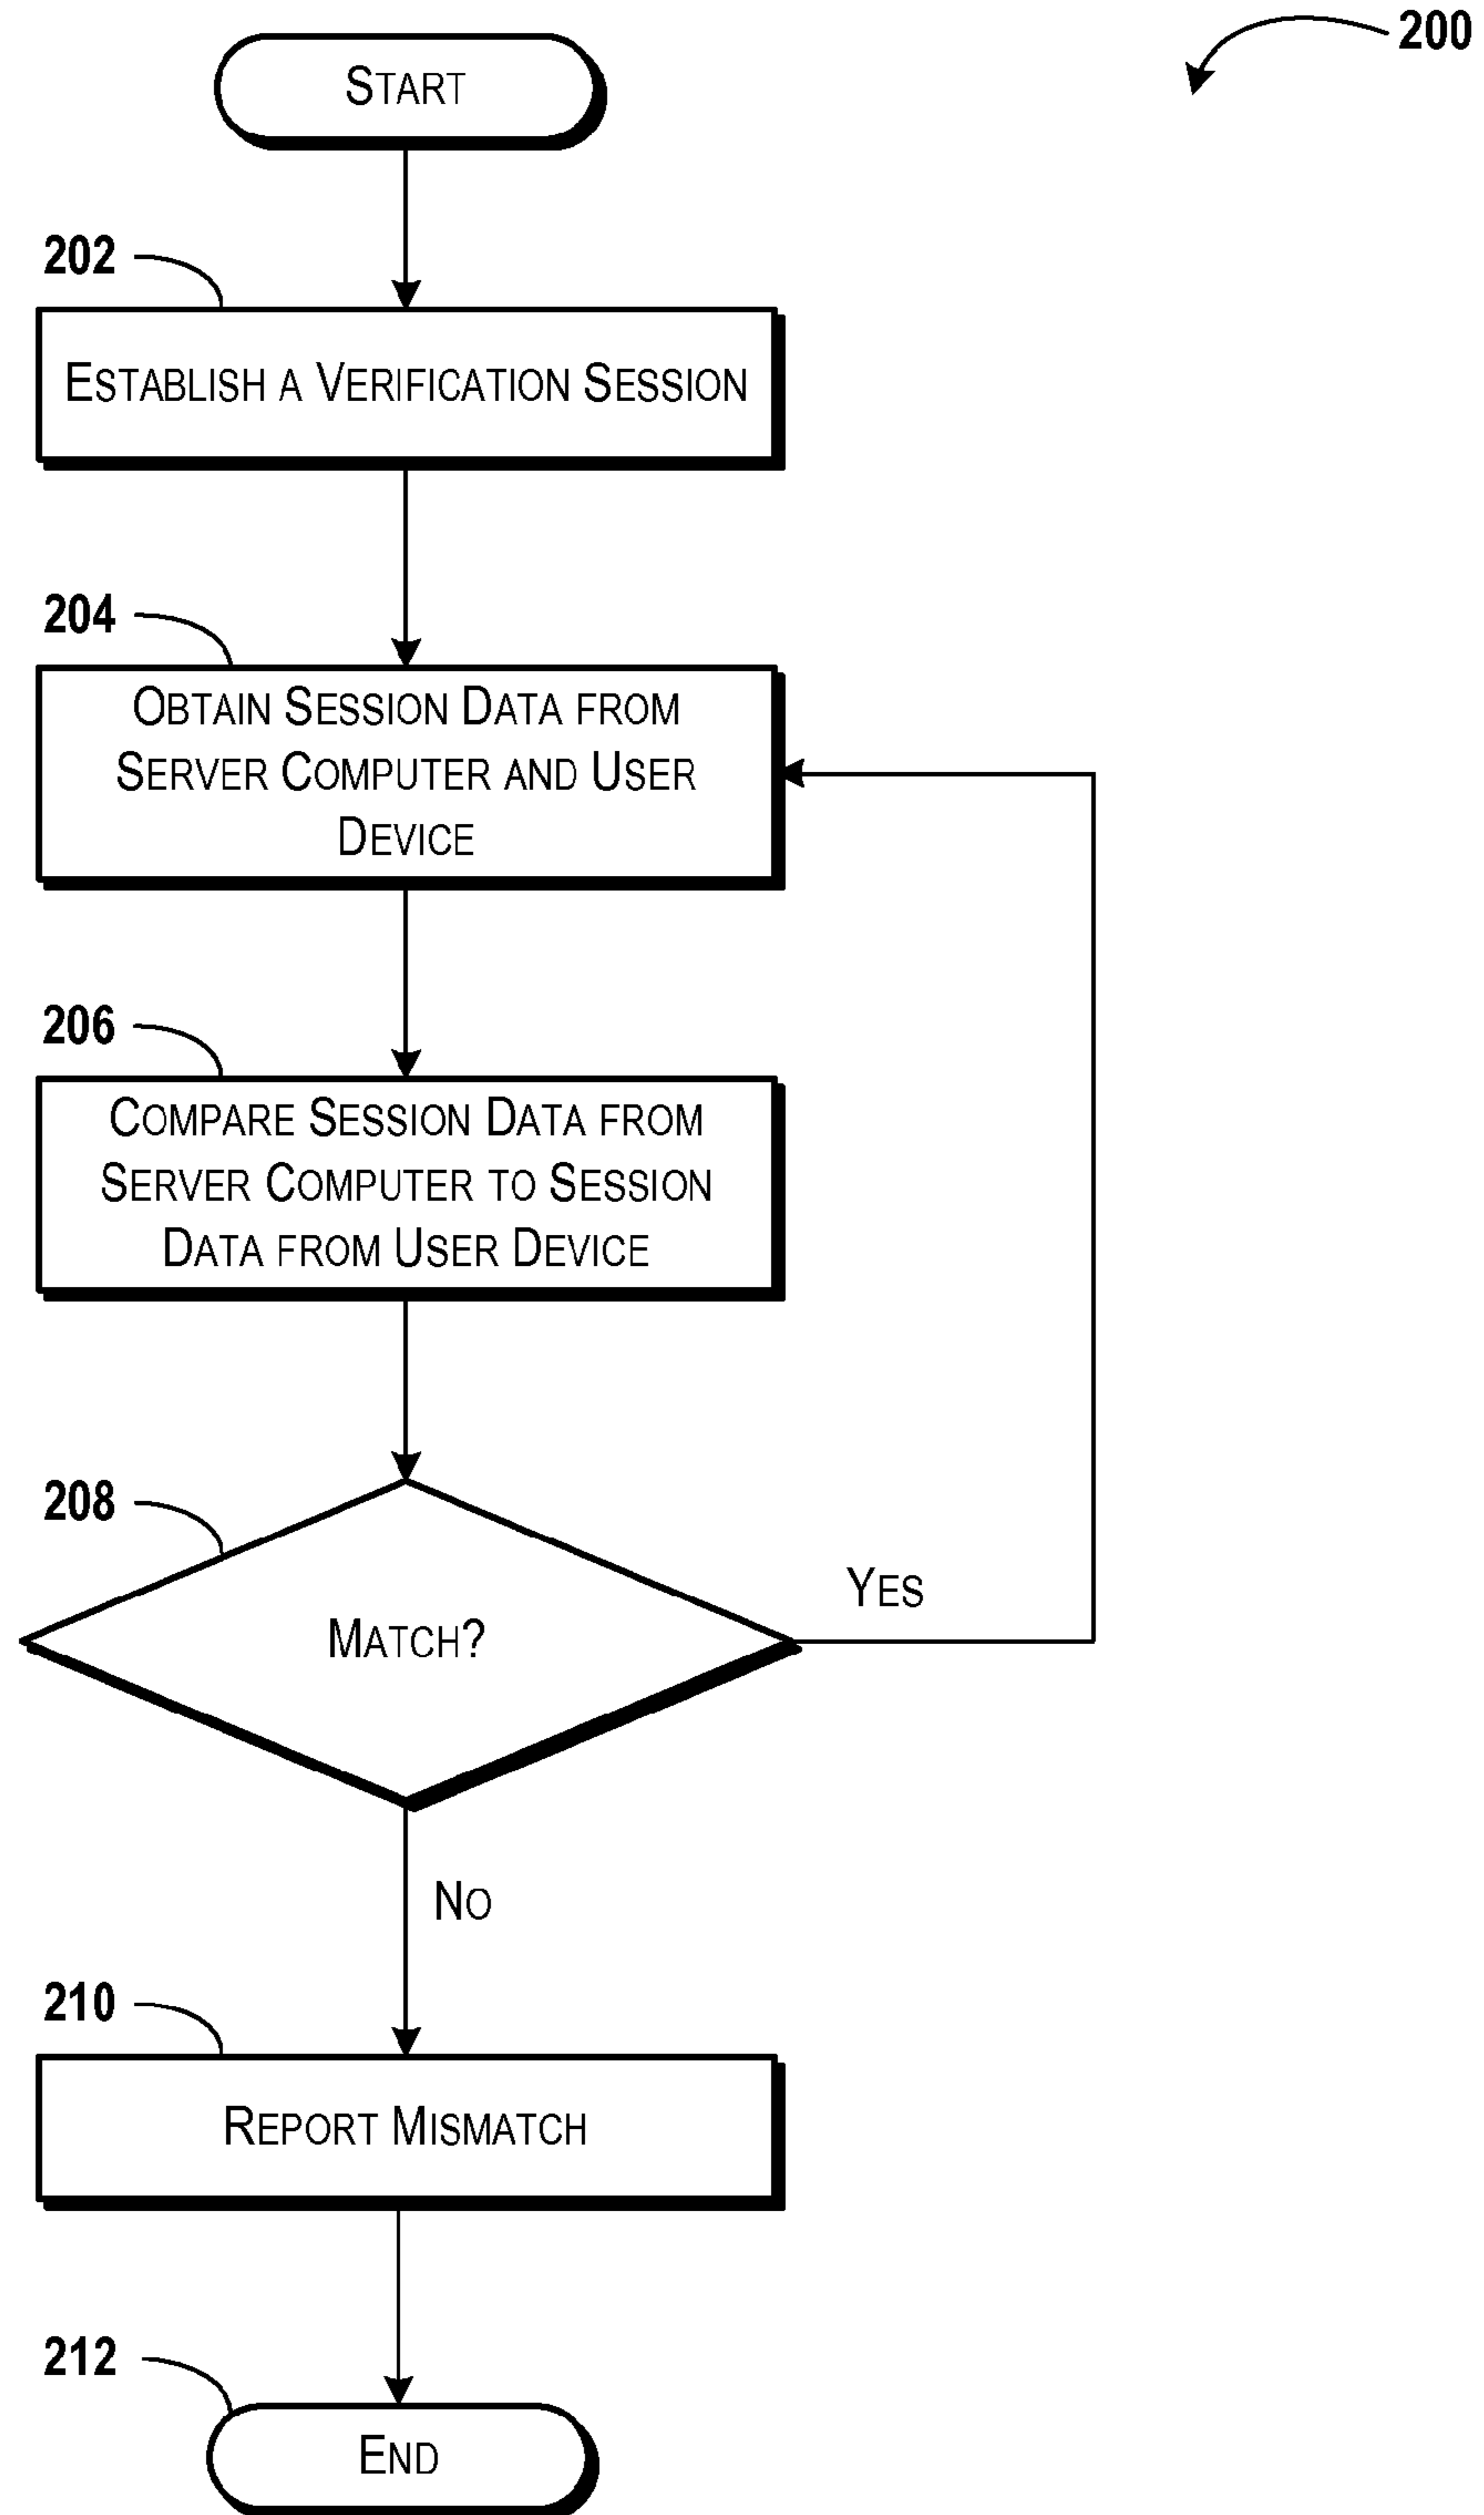 200
START
202
ESTABLISH A VERIFICATION SESSION
204
OBTAIN SESSION DATA FROM
SERVER COMPUTER AND USER
DEVICE
206
COMPARE SESSION DATA FROM
SERVER COMPUTER TO SESSION
DATA FROM USER DEVICE
208
MATCH?
YES
NO
210
REPORT MISMATCH
212
END